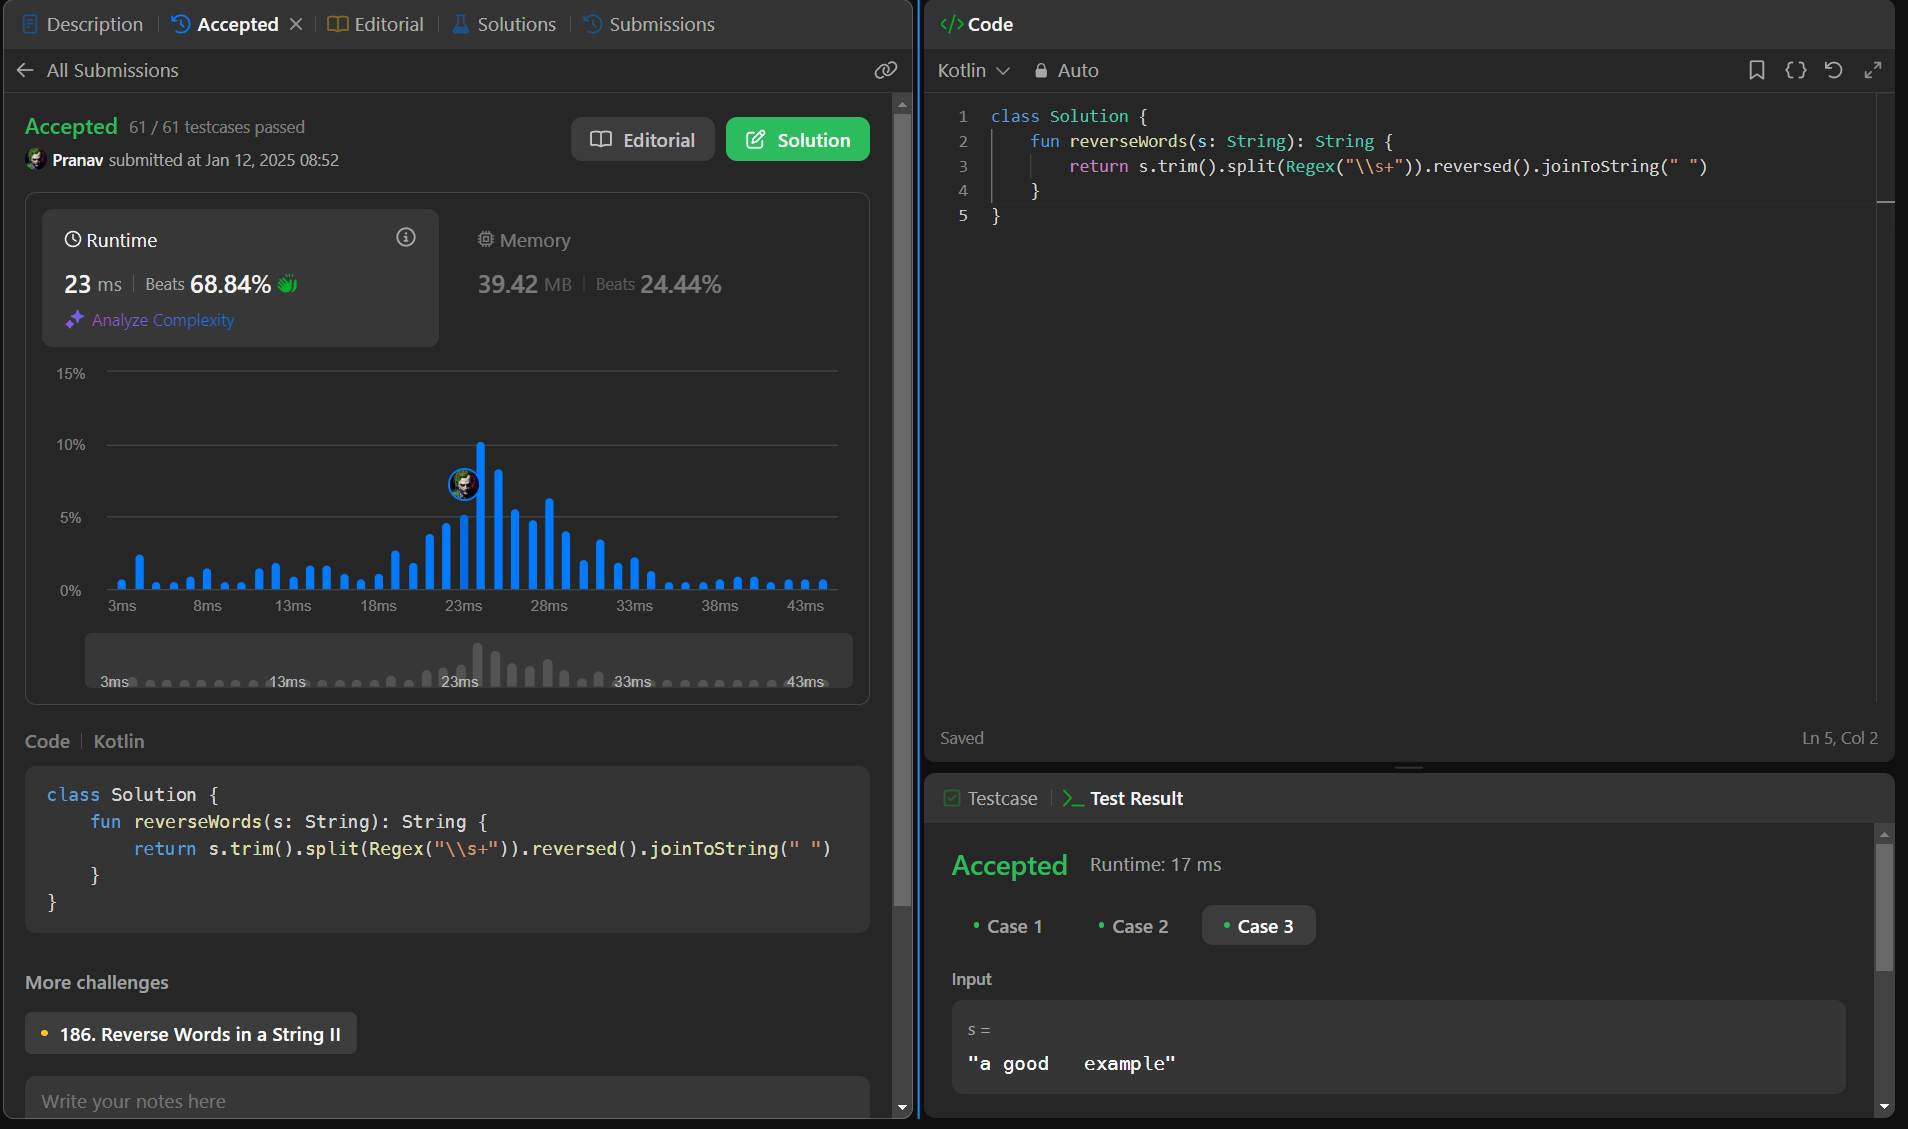 Description
Accepted
Editorial
Solutions
Submissions
All Submissions
Accepted 61 / 61 testcases passed
Pranav submitted at Jan 12, 2025 08:52
Editorial
Solution
Runtime
23 ms Beats 68.84%
Analyze Complexity
Memory
39.42 MB Beats 24.44%
15%
10%
5%
0%
3ms 8ms 13ms 18ms 23ms 28ms 33ms 38ms 43ms
3ms 13ms 23ms 33ms 43ms
Code Kotlin
class Solution {
    fun reverseWords(s: String): String {
        return s.trim().split(Regex("\\s+")).reversed().joinToString(" ")
    }
}
More challenges
186. Reverse Words in a String II
Write your notes here
</> Code
Kotlin Auto
1 class Solution {
2     fun reverseWords(s: String): String {
3         return s.trim().split(Regex("\\s+")).reversed().joinToString(" ")
4     }
5 }
Saved
Ln 5, Col 2
Testcase
Test Result
Accepted Runtime: 17 ms
Case 1 Case 2 Case 3
Input
s =
"a good   example"